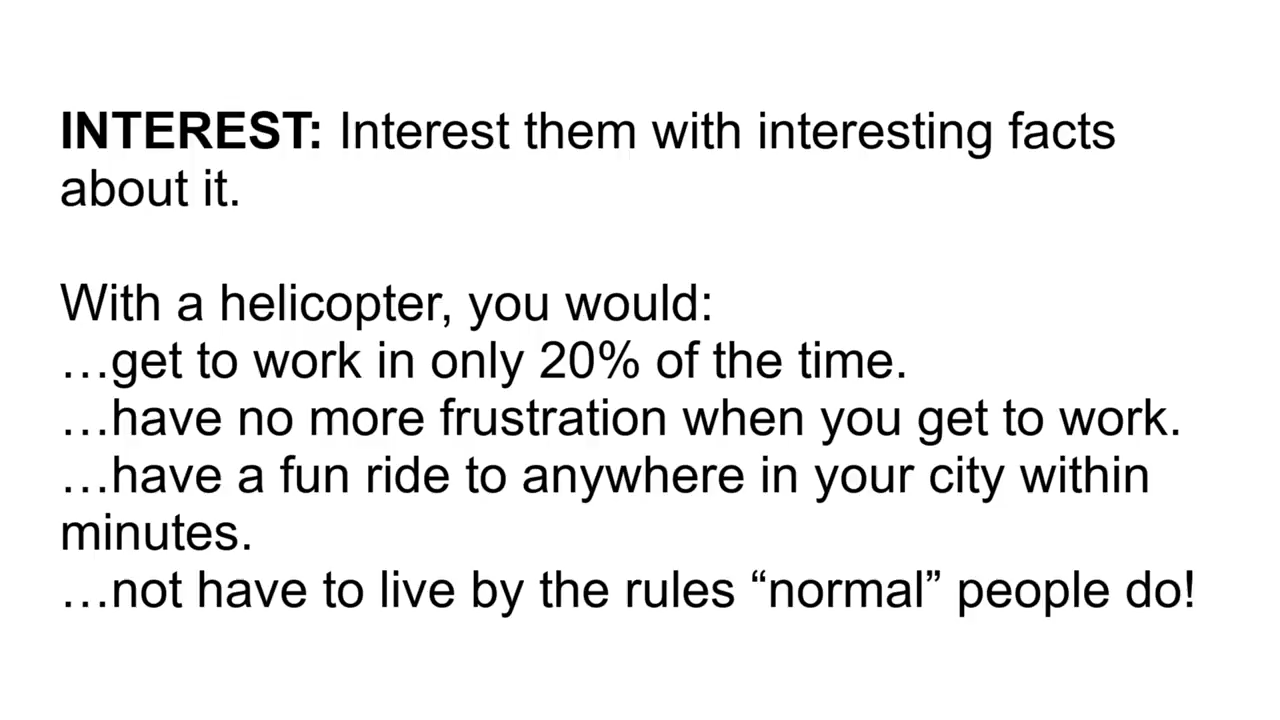 INTEREST: Interest them with interesting facts
about it.
With a helicopter, you would:
…get to work in only 20% of the time.
…have no more frustration when you get to work.
…have a fun ride to anywhere in your city within
minutes.
…not have to live by the rules “normal” people do!